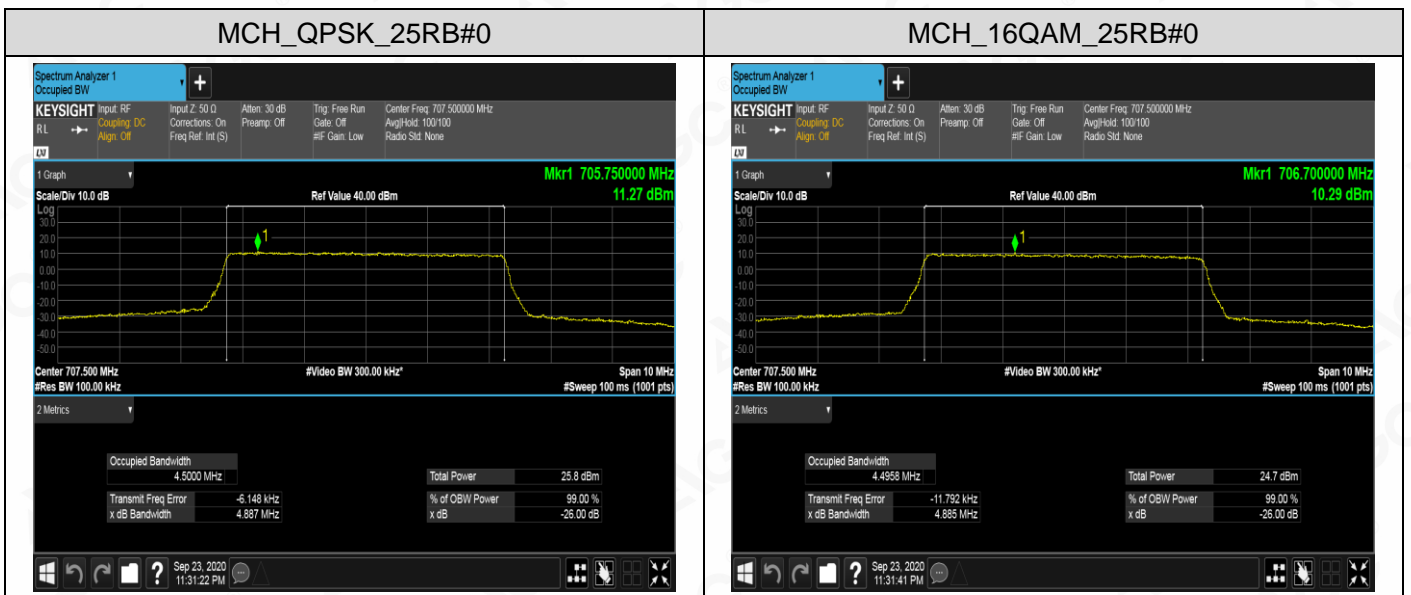 MCH_QPSK_25RB#0
Spectrum Analyzer 1
Occupied BW
+
KEYSIGHT
RL
Input: RF
Coupling: DC
Align: Off
Input Z: 50 Ω
Corrections: On
Freq Ref: Int (S)
Atten: 30 dB
Preamp: Off
Trig: Free Run
Gate: Off
#IF Gain: Low
Center Freq: 707.500000 MHz
Avg|Hold: 100/100
Radio Std: None
LXI
1 Graph
Mkr1 705.750000 MHz
11.27 dBm
Scale/Div 10.0 dB
Ref Value 40.00 dBm
Log
30.0
20.0
10.0
0.00
-10.0
-20.0
-30.0
-40.0
-50.0
1
Center 707.500 MHz
#Video BW 300.00 kHz*
Span 10 MHz
#Res BW 100.00 kHz
#Sweep 100 ms (1001 pts)
2 Metrics
Occupied Bandwidth
4.5000 MHz
Total Power 25.8 dBm
Transmit Freq Error -6.148 kHz
% of OBW Power 99.00 %
x dB Bandwidth 4.887 MHz
x dB -26.00 dB
?
Sep 23, 2020
11:31:22 PM
MCH_16QAM_25RB#0
Spectrum Analyzer 1
Occupied BW
+
KEYSIGHT
RL
Input: RF
Coupling: DC
Align: Off
Input Z: 50 Ω
Corrections: On
Freq Ref: Int (S)
Atten: 30 dB
Preamp: Off
Trig: Free Run
Gate: Off
#IF Gain: Low
Center Freq: 707.500000 MHz
Avg|Hold: 100/100
Radio Std: None
LXI
1 Graph
Mkr1 706.700000 MHz
10.29 dBm
Scale/Div 10.0 dB
Ref Value 40.00 dBm
Log
30.0
20.0
10.0
0.00
-10.0
-20.0
-30.0
-40.0
-50.0
1
Center 707.500 MHz
#Video BW 300.00 kHz*
Span 10 MHz
#Res BW 100.00 kHz
#Sweep 100 ms (1001 pts)
2 Metrics
Occupied Bandwidth
4.4958 MHz
Total Power 24.7 dBm
Transmit Freq Error -11.792 kHz
% of OBW Power 99.00 %
x dB Bandwidth 4.885 MHz
x dB -26.00 dB
?
Sep 23, 2020
11:31:41 PM